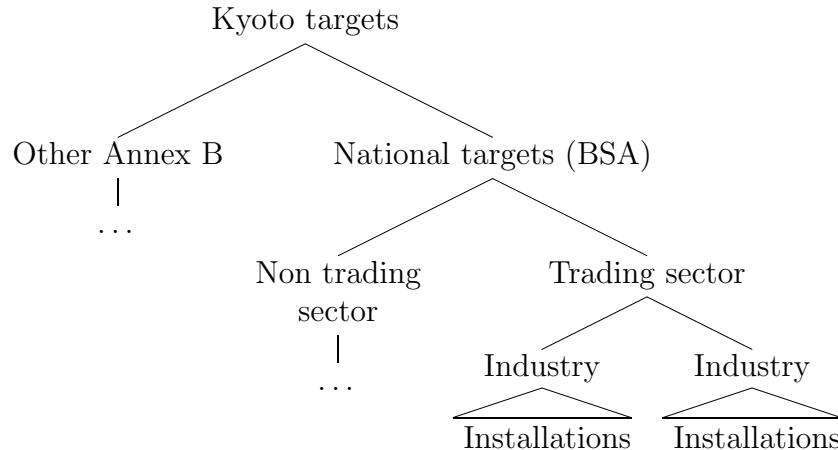 Kyoto targets
Other Annex B
National targets (BSA)
...
Non trading
sector
Trading sector
...
Industry
Industry
Installations
Installations